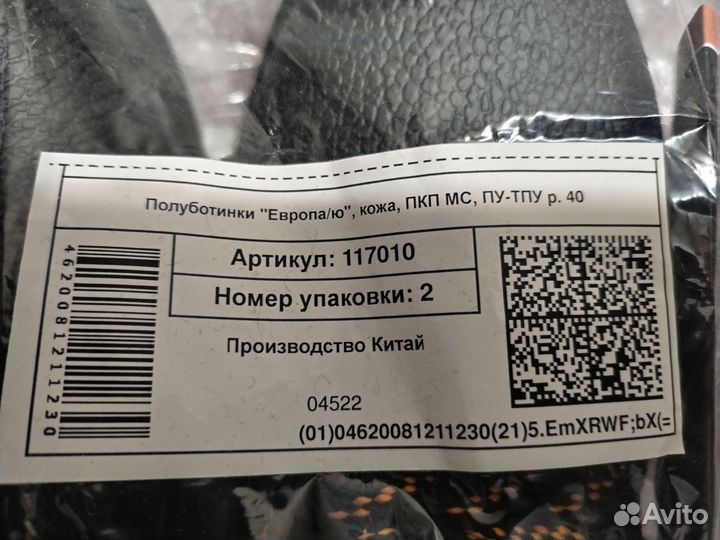 Полуботинки "Европа/ю", кожа, ПКП МС, ПУ-ТПУ р. 40
Артикул: 117010
Номер упаковки: 2
Производство Китай
4620081211230
04522
(01)04620081211230(21)5.EmXRWF;bX(=
Avito